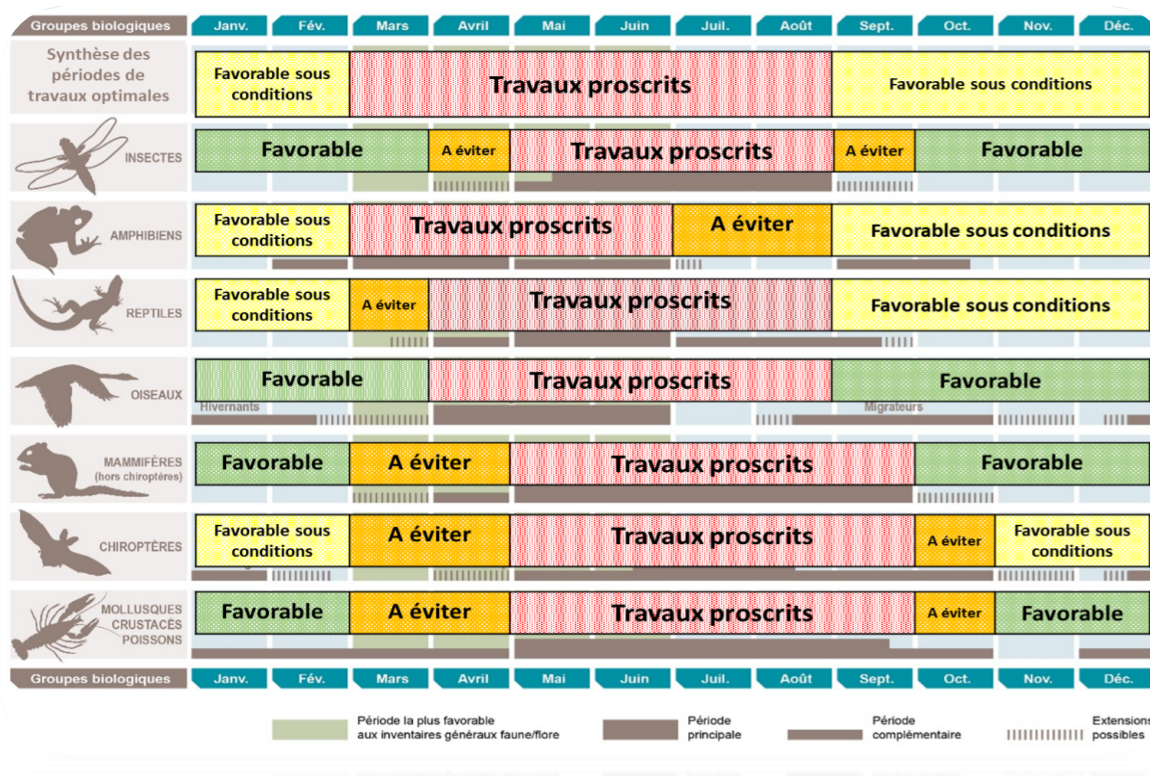 Groupes biologiques Janv. Fév. Mars Avril Mai Juin Juil. Août Sept. Oct. Nov. Déc.
Synthèse des
périodes de
travaux optimales
Favorable sous
conditions
Travaux proscrits
Favorable sous conditions
INSECTES
Favorable
A éviter
Travaux proscrits
A éviter
Favorable
AMPHIBIENS
Favorable sous
conditions
Travaux proscrits
A éviter
Favorable sous conditions
REPTILES
Favorable sous
conditions
A éviter
Travaux proscrits
Favorable sous conditions
OISEAUX
Favorable
Travaux proscrits
Favorable
Hivernants
Migrateurs
MAMMIFÈRES
(hors chiroptères)
Favorable
A éviter
Travaux proscrits
Favorable
CHIROPTÈRES
Favorable sous
conditions
A éviter
Travaux proscrits
A éviter
Favorable sous
conditions
MOLLUSQUES
CRUSTACÉS
POISSONS
Favorable
A éviter
Travaux proscrits
A éviter
Favorable
Groupes biologiques Janv. Fév. Mars Avril Mai Juin Juil. Août Sept. Oct. Nov. Déc.
Période la plus favorable
aux inventaires généraux faune/flore
Période
principale
Période
complémentaire
Extensions
possibles